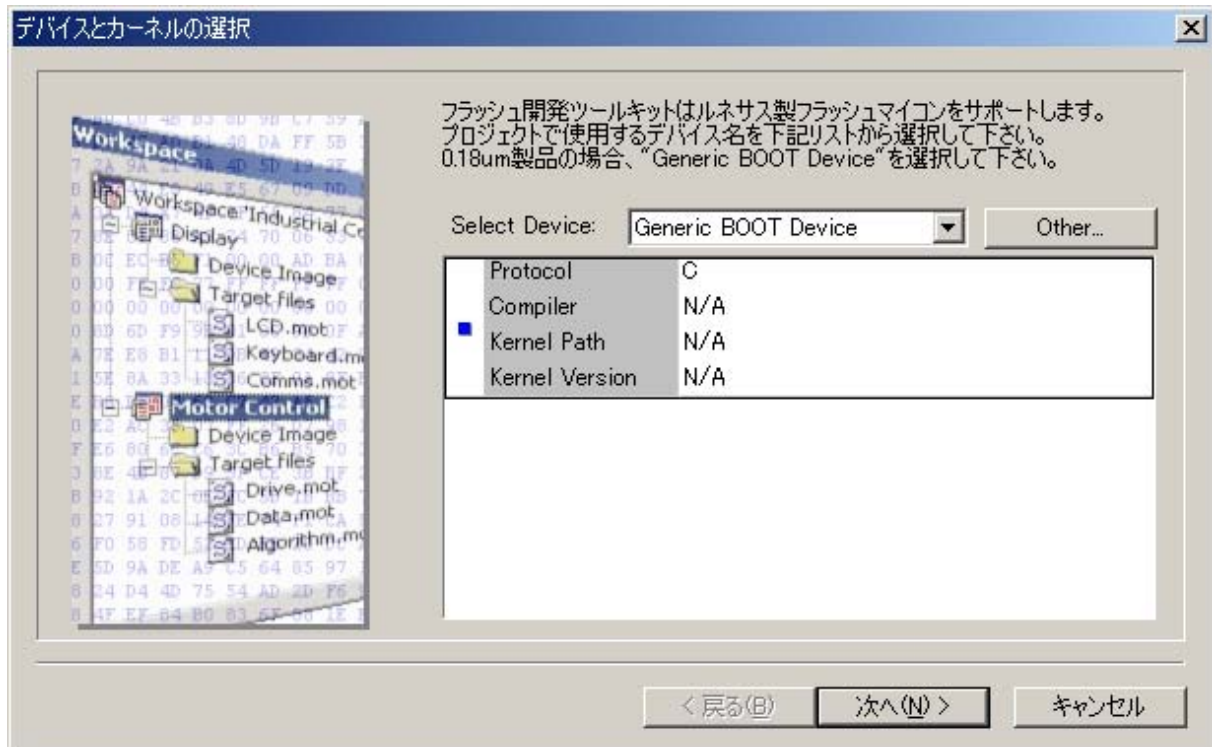 デバイスとカーネルの選択
フラッシュ開発ツールキットはルネサス製フラッシュマイコンをサポートします。
プロジェクトで使用するデバイス名を下記リストから選択して下さい。
0.18um製品の場合、"Generic BOOT Device"を選択して下さい。
Select Device: Generic BOOT Device Other...
Protocol C
Compiler N/A
Kernel Path N/A
Kernel Version N/A
Workspace
Workspace "Industrial Co
Display
Device Image
Target files
LCD.mot
Keyboard.m
Comms.mot
Motor Control
Device Image
Target files
Drive.mot
Data.mot
Algorithm.mo
< 戻る(B) 次へ(N) > キャンセル